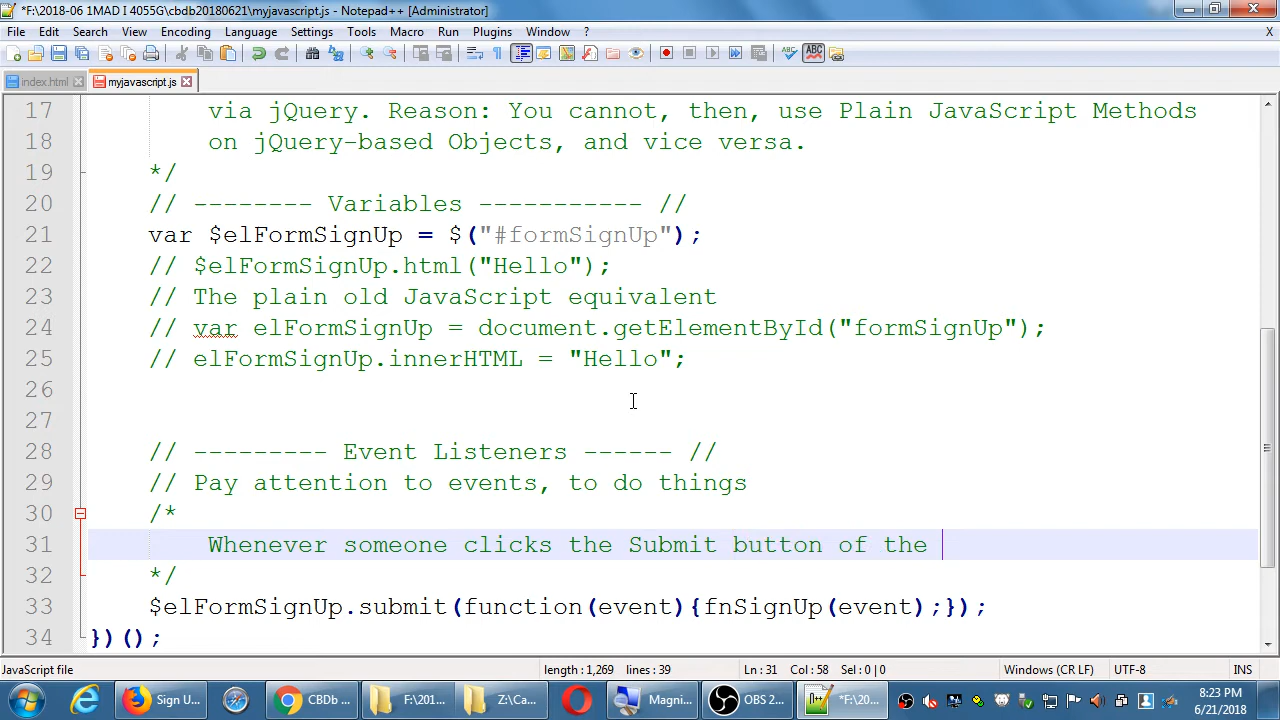 *F:\2018-06 1MAD I 4055G\cbdb20180621\myjavascript.js - Notepad++ [Administrator]
File Edit Search View Encoding Language Settings Tools Macro Run Plugins Window ? X
index.html myjavascript.js
17 via jQuery. Reason: You cannot, then, use Plain JavaScript Methods
18 on jQuery-based Objects, and vice versa.
19 */
20 // -------- Variables ----------- //
21 var $elFormSignUp = $("#formSignUp");
22 // $elFormSignUp.html("Hello");
23 // The plain old JavaScript equivalent
24 // var elFormSignUp = document.getElementById("formSignUp");
25 // elFormSignUp.innerHTML = "Hello";
26
27
28 // --------- Event Listeners ------ //
29 // Pay attention to events, to do things
30 /*
31 Whenever someone clicks the Submit button of the
32 */
33 $elFormSignUp.submit(function(event){fnSignUp(event);});
34 })();
JavaScript file length : 1,269 lines : 39 Ln : 31 Col : 58 Sel : 0 | 0 Windows (CR LF) UTF-8 INS
Sign U... CBDb ... F:\201... Z:\Ca... Magni... OBS 2... *F:\20... 8:23 PM
6/21/2018